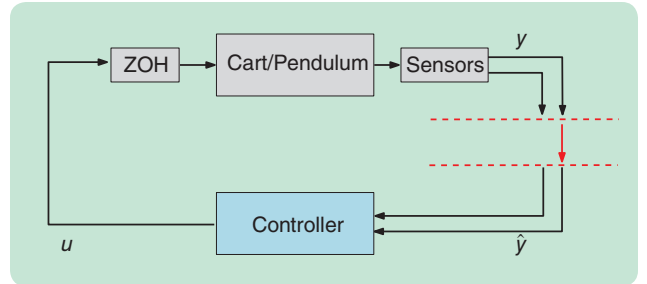 y
ZOH
Cart/Pendulum
Sensors
Controller
u
ŷ